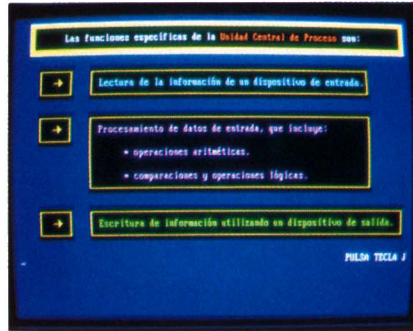 Las funciones específicas de la Unidad Central de Proceso son:
→ Lectura de la información de un dispositivo de entrada.
→ Procesamiento de datos de entrada, que incluye:
* operaciones aritméticas.
* comparaciones y operaciones lógicas.
→ Escritura de información utilizando un dispositivo de salida.
PULSA TECLA